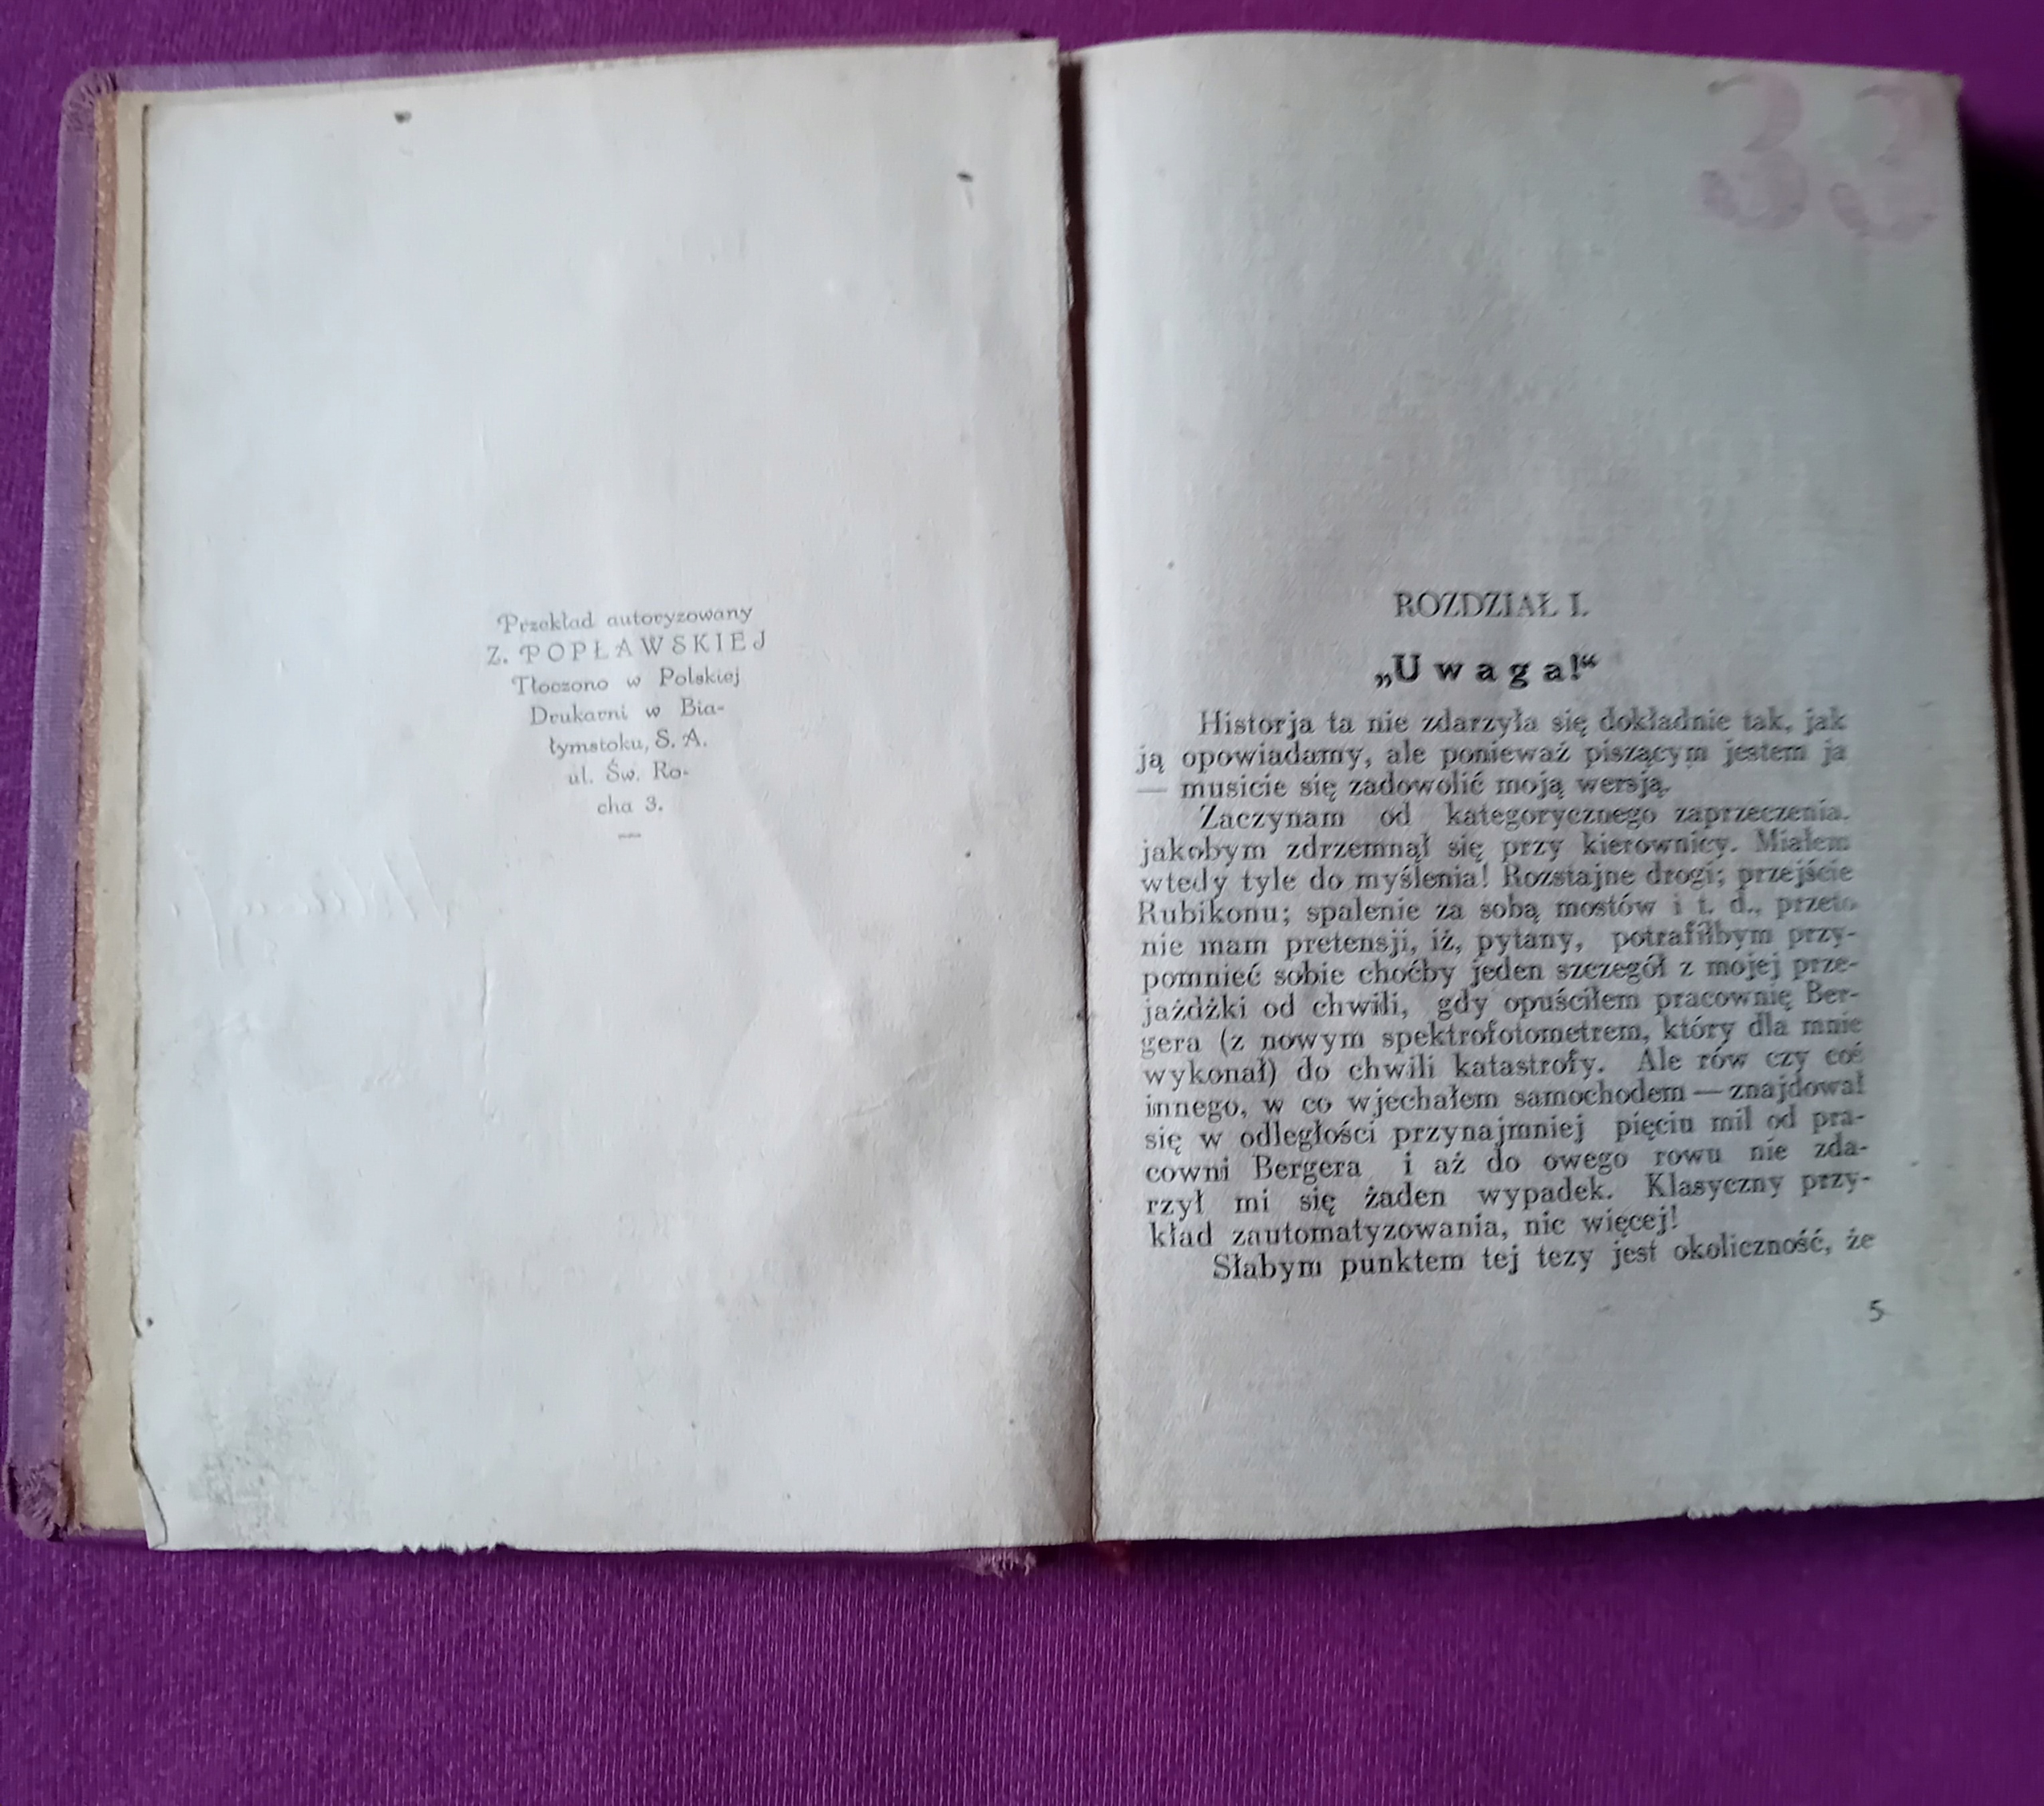 Przekład autoryzowany
Z. POPŁAWSKIEJ
Tłoczono w Polskiej
Drukarni w Bia-
łymstoku, S. A.
ul. Św. Ro-
cha 3.
33
ROZDZIAŁ I.
„Uwaga!“
Historja ta nie zdarzyła się dokładnie tak, jak
ją opowiadamy, ale ponieważ piszącym jestem ja
— musicie się zadowolić moją wersją.
Zaczynam od kategorycznego zaprzeczenia,
jakobym zdrzemnął się przy kierownicy. Miałem
wtedy tyle do myślenia! Rozstajne drogi; przejście
Rubikonu; spalenie za sobą mostów i t. d., przeto
nie mam pretensji, iż, pytany, potrafiłbym przy-
pomnieć sobie choćby jeden szczegół z mojej prze-
jażdżki od chwili, gdy opuściłem pracownię Ber-
gera (z nowym spektrofotometrem, który dla mnie
wykonał) do chwili katastrofy. Ale rów czy coś
innego, w co wjechałem samochodem — znajdował
się w odległości przynajmniej pięciu mil od pra-
cowni Bergera i aż do owego rowu nie zda-
rzył mi się żaden wypadek. Klasyczny przy-
kład zautomatyzowania, nic więcej!
Słabym punktem tej tezy jest okoliczność, że
5